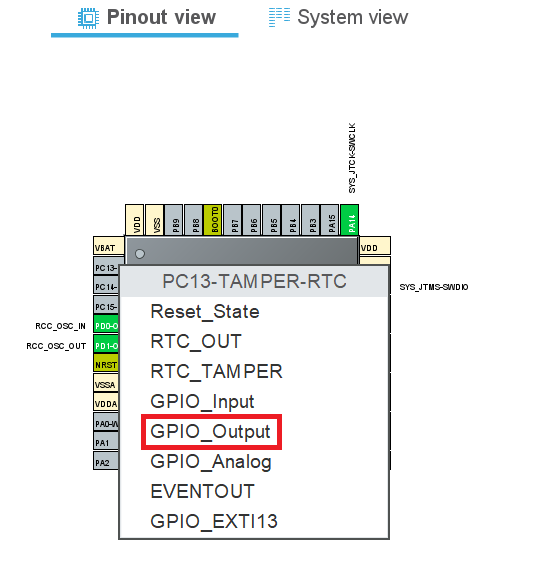 Pinout view
System view
SYS_JTCK-SWCLK
VDD
VSS
PB9
PB8
BOOT0
PB7
PB6
PB5
PB4
PB3
PA15
PA14
VBAT
VDD
PC13-
PC14-
SYS_JTMS-SWDIO
PC15-
RCC_OSC_IN
PD0-O
RCC_OSC_OUT
PD1-O
NRST
VSSA
VDDA
PA0-W
PA1
PA2
PC13-TAMPER-RTC
Reset_State
RTC_OUT
RTC_TAMPER
GPIO_Input
GPIO_Output
GPIO_Analog
EVENTOUT
GPIO_EXTI13